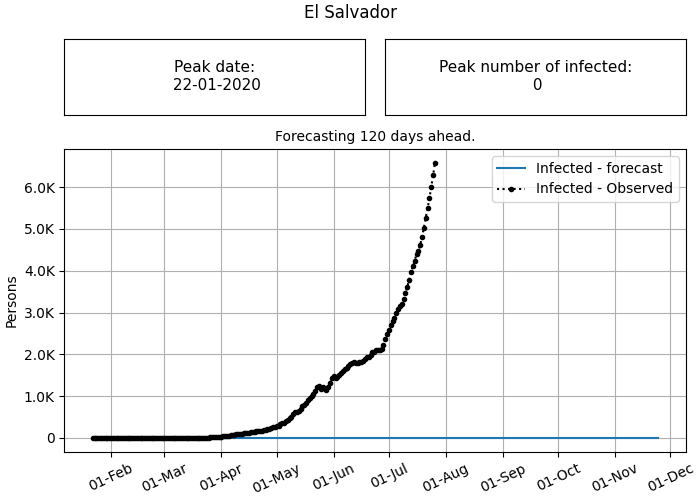 El Salvador
Peak date:
22-01-2020
Peak number of infected:
0
Forecasting 120 days ahead.
Infected - forecast
Infected - Observed
Persons
6.0K
5.0K
4.0K
3.0K
2.0K
1.0K
0
01-Feb
01-Mar
01-Apr
01-May
01-Jun
01-Jul
01-Aug
01-Sep
01-Oct
01-Nov
01-Dec